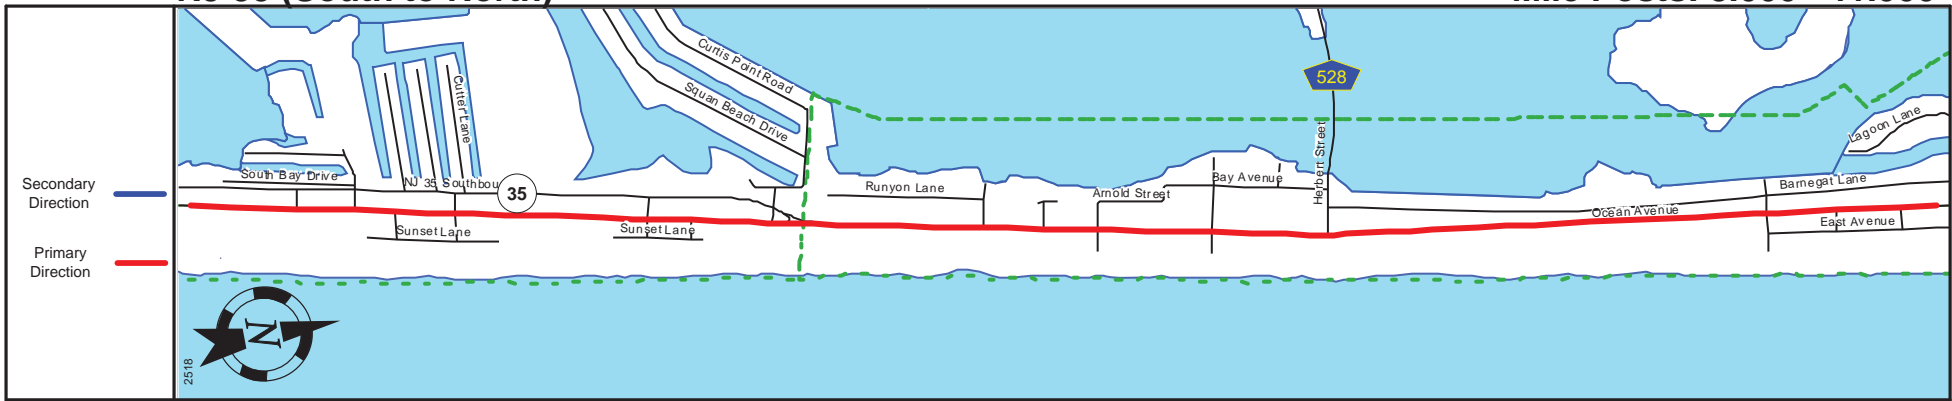 Secondary
Direction
Primary
Direction
Curtis Point Road
Squan Beach Drive
Cutter Lane
528
Herbert Street
Lagoon Lane
South Bay Drive
NJ 35 Southbou
35
Runyon Lane
Arnold Street
Bay Avenue
Barnegat Lane
Ocean Avenue
East Avenue
Sunset Lane
Sunset Lane
N
2518